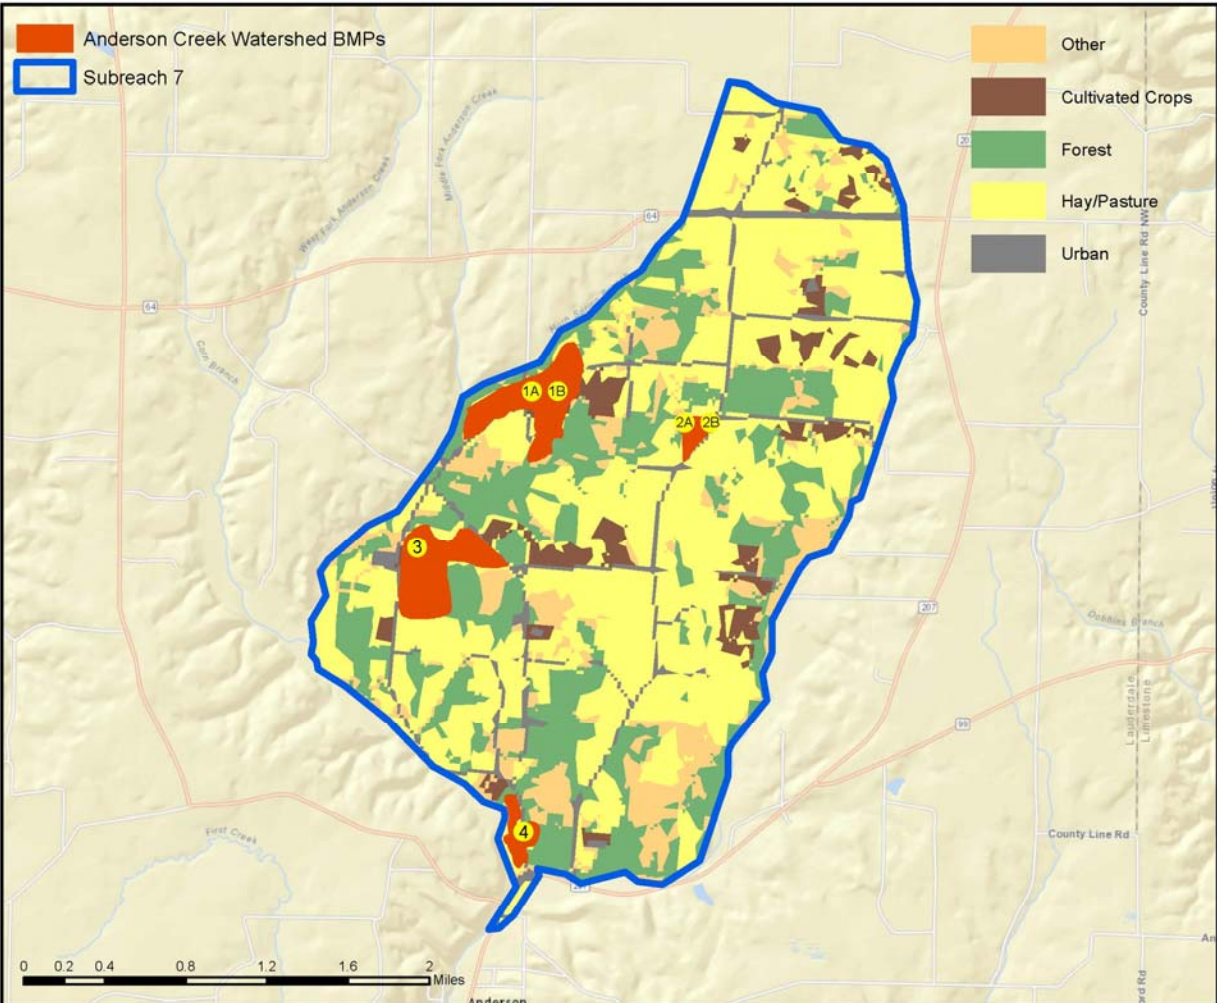 Anderson Creek Watershed BMPs
Subreach 7
Other
Cultivated Crops
Forest
Hay/Pasture
Urban
Middle Fork Anderson Creek
West Fork Anderson Creek
64
64
Corn Branch
County Line Rd NW
1A
1B
2A
2B
3
207
Dobbins Branch
Lauderdale
Limestone
99
4
First Creek
County Line Rd
0 0.2 0.4 0.8 1.2 1.6 2
Miles
Anderson